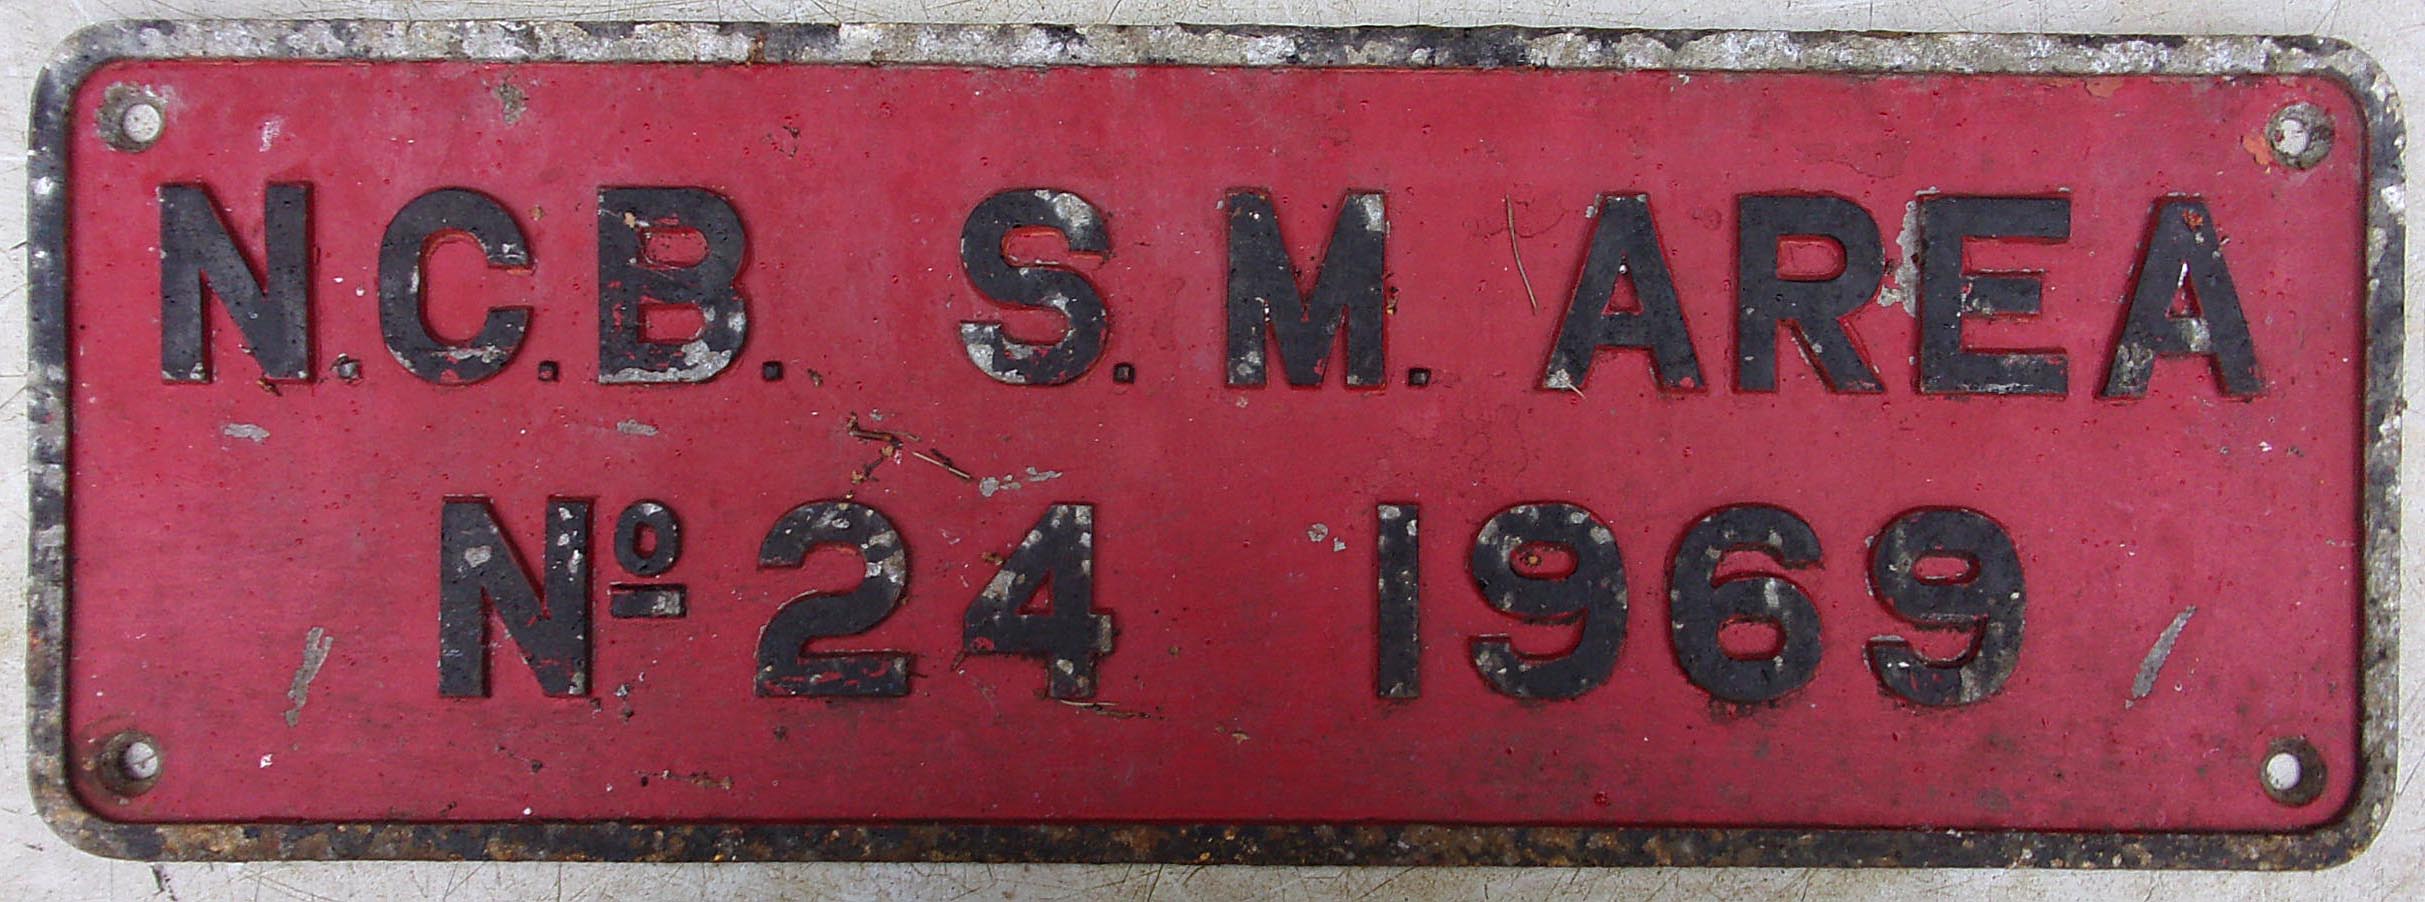 N.C.B. S.M. AREA
Nº 24 1969